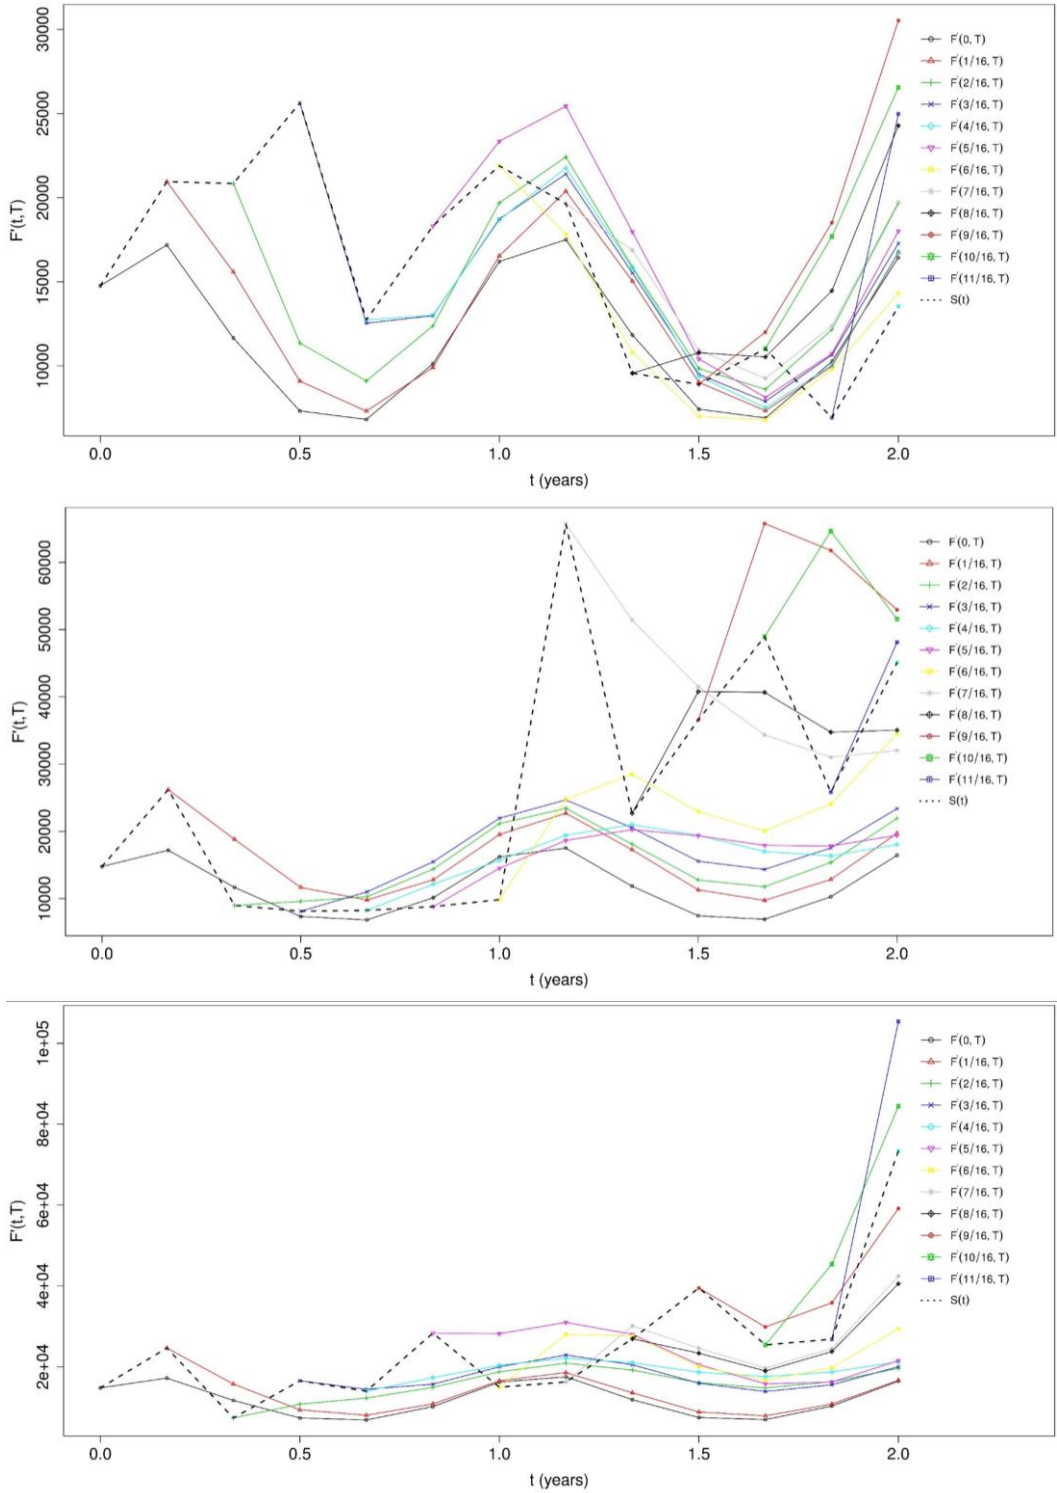 F'(t,T)
30000
25000
20000
15000
10000
0.0 0.5 1.0 1.5 2.0
t (years)
F'(0, T)
F'(1/16, T)
F'(2/16, T)
F'(3/16, T)
F'(4/16, T)
F'(5/16, T)
F'(6/16, T)
F'(7/16, T)
F'(8/16, T)
F'(9/16, T)
F'(10/16, T)
F'(11/16, T)
S(t)
F'(t,T)
60000
50000
40000
30000
20000
10000
0.0 0.5 1.0 1.5 2.0
t (years)
F'(0, T)
F'(1/16, T)
F'(2/16, T)
F'(3/16, T)
F'(4/16, T)
F'(5/16, T)
F'(6/16, T)
F'(7/16, T)
F'(8/16, T)
F'(9/16, T)
F'(10/16, T)
F'(11/16, T)
S(t)
F'(t,T)
1e+05
8e+04
6e+04
4e+04
2e+04
0.0 0.5 1.0 1.5 2.0
t (years)
F'(0, T)
F'(1/16, T)
F'(2/16, T)
F'(3/16, T)
F'(4/16, T)
F'(5/16, T)
F'(6/16, T)
F'(7/16, T)
F'(8/16, T)
F'(9/16, T)
F'(10/16, T)
F'(11/16, T)
S(t)